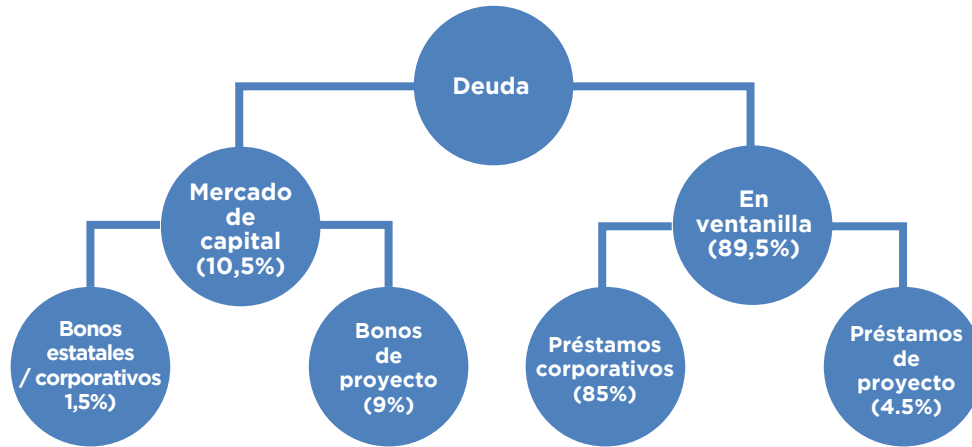 Deuda
Mercado
de
capital
(10,5%)
En
ventanilla
(89,5%)
Bonos
estatales
/ corporativos
1,5%)
Bonos
de
proyecto
(9%)
Préstamos
corporativos
(85%)
Préstamos
de
proyecto
(4.5%)